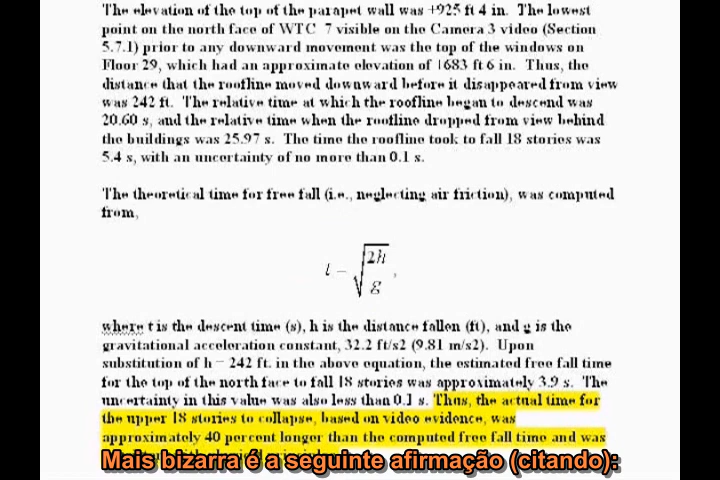 The elevation of the top of the parapet wall was +925 ft 4 in. The lowest
point on the north face of WTC 7 visible on the Camera 3 video (Section
5.7.1) prior to any downward movement was the top of the windows on
Floor 29, which had an approximate elevation of 1683 ft 6 in. Thus, the
distance that the roofline moved downward before it disappeared from view
was 242 ft. The relative time at which the roofline began to descend was
20.60 s, and the relative time when the roofline dropped from view behind
the buildings was 25.97 s. The time the roofline took to fall 18 stories was
5.4 s, with an uncertainty of no more than 0.1 s.
The theoretical time for free fall (i.e., neglecting air friction), was computed
from,
t = √2h/g,
where t is the descent time (s), h is the distance fallen (ft), and g is the
gravitational acceleration constant, 32.2 ft/s2 (9.81 m/s2). Upon
substitution of h = 242 ft. in the above equation, the estimated free fall time
for the top of the north face to fall 18 stories was approximately 3.9 s. The
uncertainty in this value was also less than 0.1 s. Thus, the actual time for
the upper 18 stories to collapse, based on video evidence, was
approximately 40 percent longer than the computed free fall time and was
Mais bizarra é a seguinte afirmação (citando):